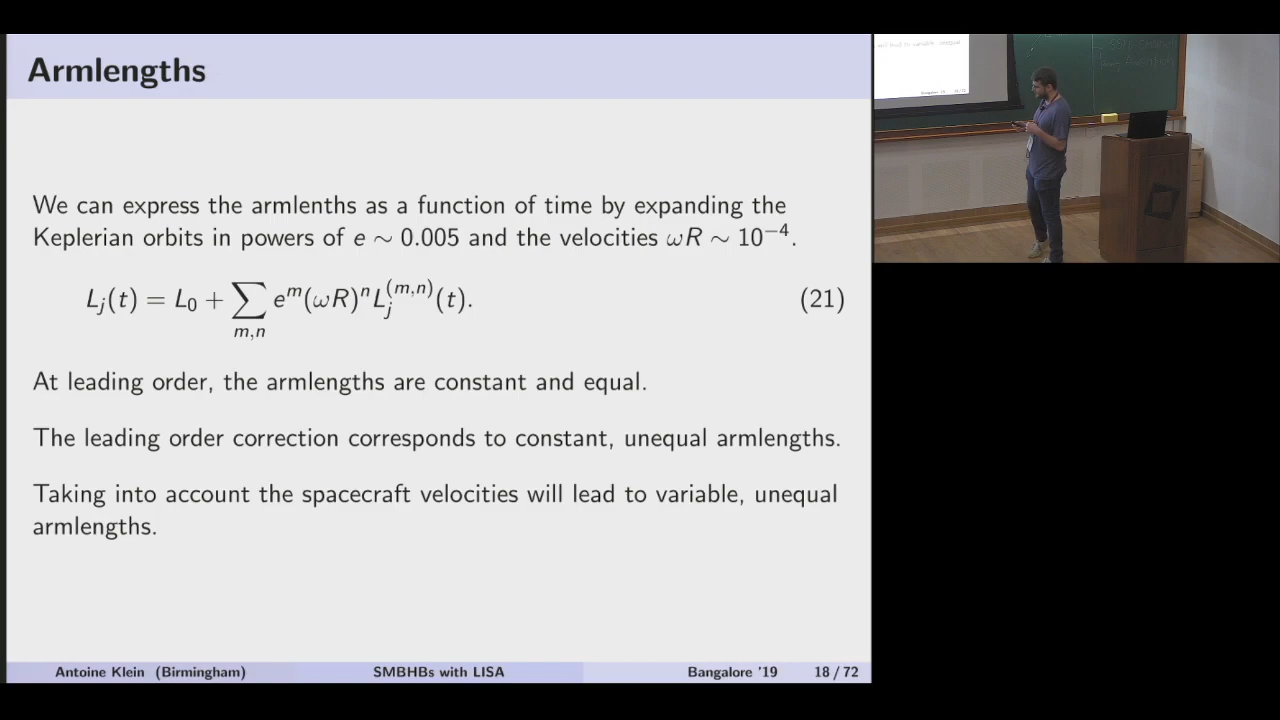 Armlengths
We can express the armlenths as a function of time by expanding the
Keplerian orbits in powers of e ∼ 0.005 and the velocities ωR ∼ 10⁻⁴.
L_j(t) = L_0 + ∑_{m,n} e^m(ωR)^n L_j^{(m,n)}(t). (21)
At leading order, the armlengths are constant and equal.
The leading order correction corresponds to constant, unequal armlengths.
Taking into account the spacecraft velocities will lead to variable, unequal
armlengths.
Antoine Klein (Birmingham) SMBHBs with LISA Bangalore '19 18 / 72